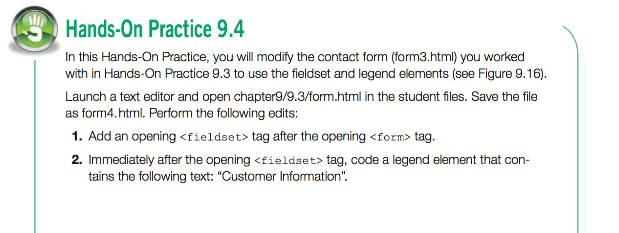 Hands-On Practice 9.4
In this Hands-On Practice, you will modify the contact form (form3.html) you worked
with in Hands-On Practice 9.3 to use the fieldset and legend elements (see Figure 9.16).
Launch a text editor and open chapter9/9.3/form.html in the student files. Save the file
as form4.html. Perform the following edits:
1. Add an opening <fieldset> tag after the opening <form> tag.
2. Immediately after the opening <fieldset> tag, code a legend element that con-
tains the following text: “Customer Information”.